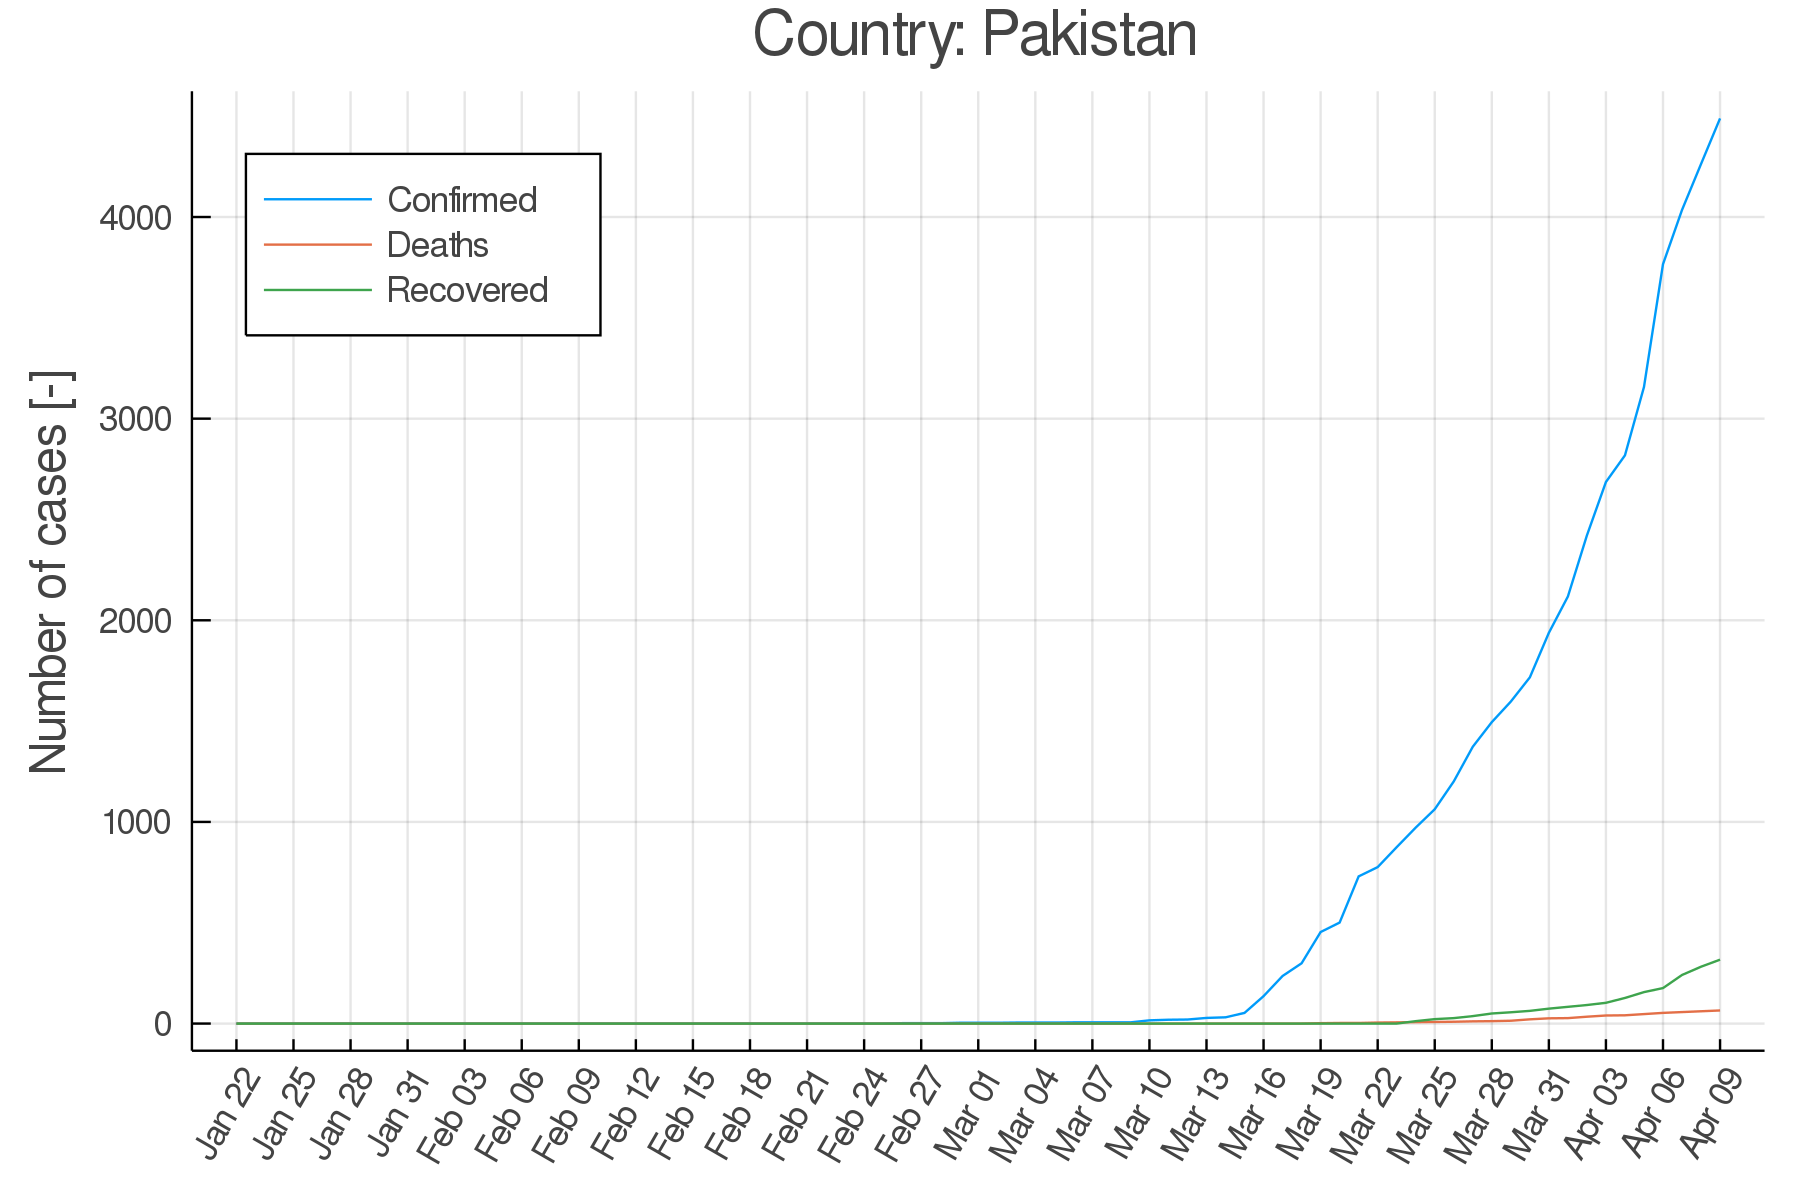 Country: Pakistan
Confirmed
Deaths
Recovered
Number of cases [-]
4000
3000
2000
1000
0
Jan 22
Jan 25
Jan 28
Jan 31
Feb 03
Feb 06
Feb 09
Feb 12
Feb 15
Feb 18
Feb 21
Feb 24
Feb 27
Mar 01
Mar 04
Mar 07
Mar 10
Mar 13
Mar 16
Mar 19
Mar 22
Mar 25
Mar 28
Mar 31
Apr 03
Apr 06
Apr 09